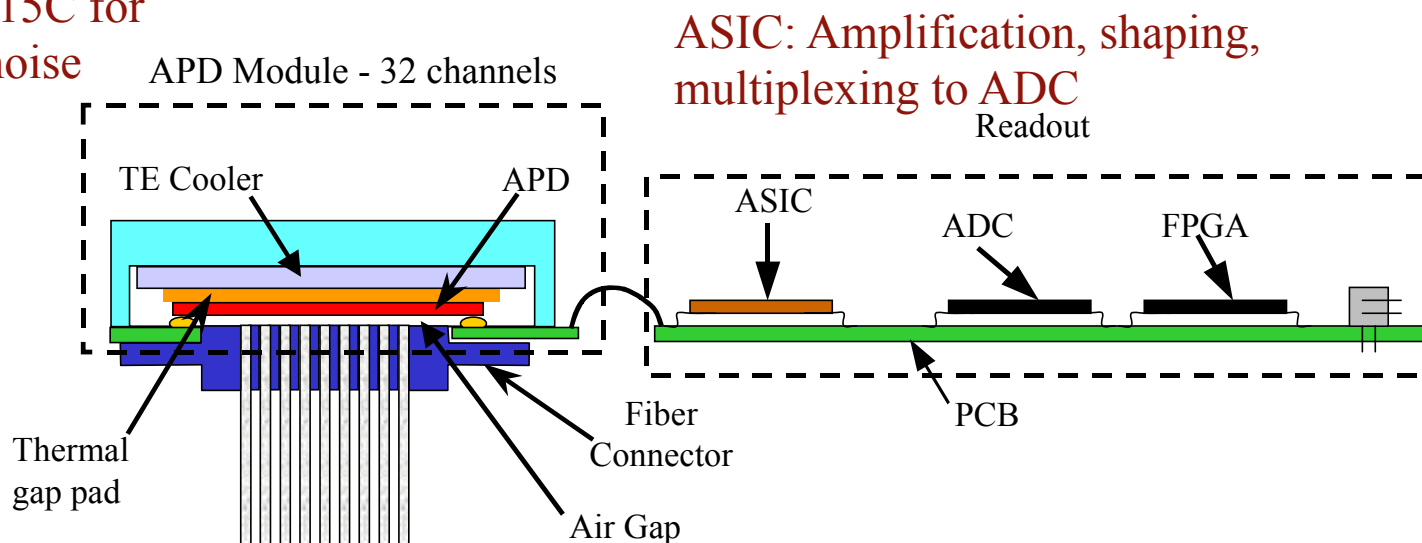 15C for
noise
ASIC: Amplification, shaping,
multiplexing to ADC
APD Module - 32 channels
Readout
TE Cooler
APD
ASIC
ADC
FPGA
Thermal
gap pad
Fiber
Connector
Air Gap
PCB